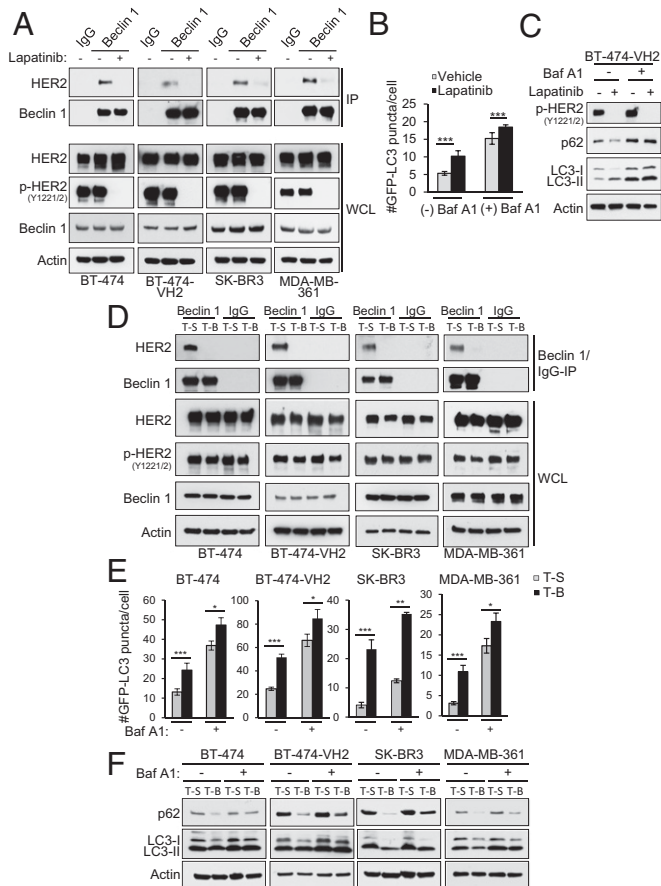 A
IgG Beclin 1 IgG Beclin 1 IgG Beclin 1 IgG Beclin 1
Lapatinib: - - + - - + - - + - - +
HER2
Beclin 1
IP
HER2
p-HER2
(Y1221/2)
Beclin 1
Actin
WCL
BT-474 BT-474-VH2 SK-BR3 MDA-MB-361
B
#GFP-LC3 puncta/cell
Vehicle
Lapatinib
25
20
15
10
5
0
*** ***
(-) Baf A1 (+) Baf A1
C
BT-474-VH2
Baf A1 - +
Lapatinib - + - +
p-HER2
(Y1221/2)
p62
LC3-I
LC3-II
Actin
D
Beclin 1 IgG Beclin 1 IgG Beclin 1 IgG Beclin 1 IgG
T-S T-B T-S T-B T-S T-B T-S T-B T-S T-B T-S T-B T-S T-B T-S T-B
HER2
Beclin 1
Beclin 1/
IgG-IP
HER2
p-HER2
(Y1221/2)
Beclin 1
Actin
WCL
BT-474 BT-474-VH2 SK-BR3 MDA-MB-361
E
BT-474 BT-474-VH2 SK-BR3 MDA-MB-361
T-S
T-B
#GFP-LC3 puncta/cell
60
50
40
30
20
10
0
*** *
100
80
60
40
20
0
*** *
40
30
20
10
0
*** **
30
25
20
15
10
5
0
*** *
Baf A1: - + - + - + - +
F
BT-474 BT-474-VH2 SK-BR3 MDA-MB-361
Baf A1: - + - + - + - +
T-S T-B T-S T-B T-S T-B T-S T-B T-S T-B T-S T-B T-S T-B T-S T-B
p62
LC3-I
LC3-II
Actin